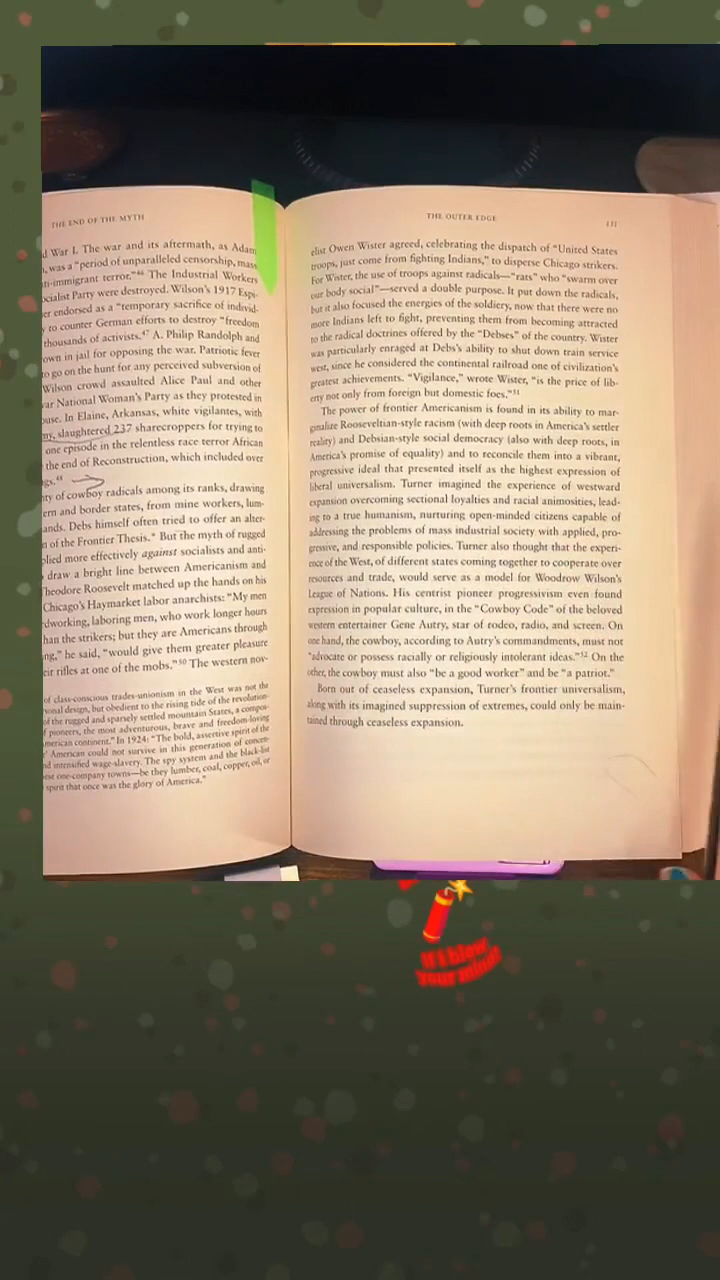 THE END OF THE MYTH
d War I. The war and its aftermath, as Adam
, was a “period of unparalleled censorship, mass
ti-immigrant terror.”46 The Industrial Workers
ocialist Party were destroyed. Wilson’s 1917 Espi-
er endorsed as a “temporary sacrifice of individ-
y to counter German efforts to destroy “freedom
thousands of activists.47 A. Philip Randolph and
own in jail for opposing the war. Patriotic fever
to go on the hunt for any perceived subversion of
Wilson crowd assaulted Alice Paul and other
ar National Woman’s Party as they protested in
ouse. In Elaine, Arkansas, white vigilantes, with
ny, slaughtered 237 sharecroppers for trying to
one episode in the relentless race terror African
the end of Reconstruction, which included over
gs.48
ty of cowboy radicals among its ranks, drawing
ern and border states, from mine workers, lum-
ands. Debs himself often tried to offer an alter-
n of the Frontier Thesis.* But the myth of rugged
plied more effectively against socialists and anti-
draw a bright line between Americanism and
Theodore Roosevelt matched up the hands on his
Chicago’s Haymarket labor anarchists: “My men
dworking, laboring men, who work longer hours
han the strikers; but they are Americans through
ng,” he said, “would give them greater pleasure
eir rifles at one of the mobs.”50 The western nov-
of class-conscious trades-unionism in the West was not the
sonal design, but obedient to the rising tide of the revolution-
of the rugged and sparsely settled mountain States, a compos-
f pioneers, the most adventurous, brave and freedom-loving
merican continent.” In 1924: “The bold, assertive spirit of the
’ American could not survive in this generation of concen-
nd intensified wage-slavery. The spy system and the black-list
ese one-company towns—be they lumber, coal, copper, oil, or
spirit that once was the glory of America.”
THE OUTER EDGE 131
elist Owen Wister agreed, celebrating the dispatch of “United States
troops, just come from fighting Indians,” to disperse Chicago strikers.
For Wister, the use of troops against radicals—“rats” who “swarm over
our body social”—served a double purpose. It put down the radicals,
but it also focused the energies of the soldiery, now that there were no
more Indians left to fight, preventing them from becoming attracted
to the radical doctrines offered by the “Debses” of the country. Wister
was particularly enraged at Debs’s ability to shut down train service
west, since he considered the continental railroad one of civilization’s
greatest achievements. “Vigilance,” wrote Wister, “is the price of lib-
erty not only from foreign but domestic foes.”51
The power of frontier Americanism is found in its ability to mar-
ginalize Rooseveltian-style racism (with deep roots in America’s settler
reality) and Debsian-style social democracy (also with deep roots, in
America’s promise of equality) and to reconcile them into a vibrant,
progressive ideal that presented itself as the highest expression of
liberal universalism. Turner imagined the experience of westward
expansion overcoming sectional loyalties and racial animosities, lead-
ing to a true humanism, nurturing open-minded citizens capable of
addressing the problems of mass industrial society with applied, pro-
gressive, and responsible policies. Turner also thought that the experi-
ence of the West, of different states coming together to cooperate over
resources and trade, would serve as a model for Woodrow Wilson’s
League of Nations. His centrist pioneer progressivism even found
expression in popular culture, in the “Cowboy Code” of the beloved
western entertainer Gene Autry, star of rodeo, radio, and screen. On
one hand, the cowboy, according to Autry’s commandments, must not
“advocate or possess racially or religiously intolerant ideas.”52 On the
other, the cowboy must also “be a good worker” and be “a patriot.”
Born out of ceaseless expansion, Turner’s frontier universalism,
along with its imagined suppression of extremes, could only be main-
tained through ceaseless expansion.
If I blow
Your mind!